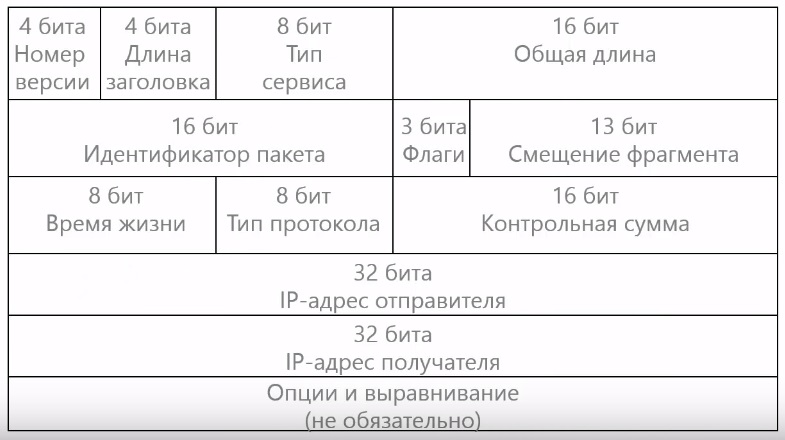 4 бита
Номер
версии
4 бита
Длина
заголовка
8 бит
Тип
сервиса
16 бит
Общая длина
16 бит
Идентификатор пакета
3 бита
Флаги
13 бит
Смещение фрагмента
8 бит
Время жизни
8 бит
Тип протокола
16 бит
Контрольная сумма
32 бита
IP-адрес отправителя
32 бита
IP-адрес получателя
Опции и выравнивание
(не обязательно)